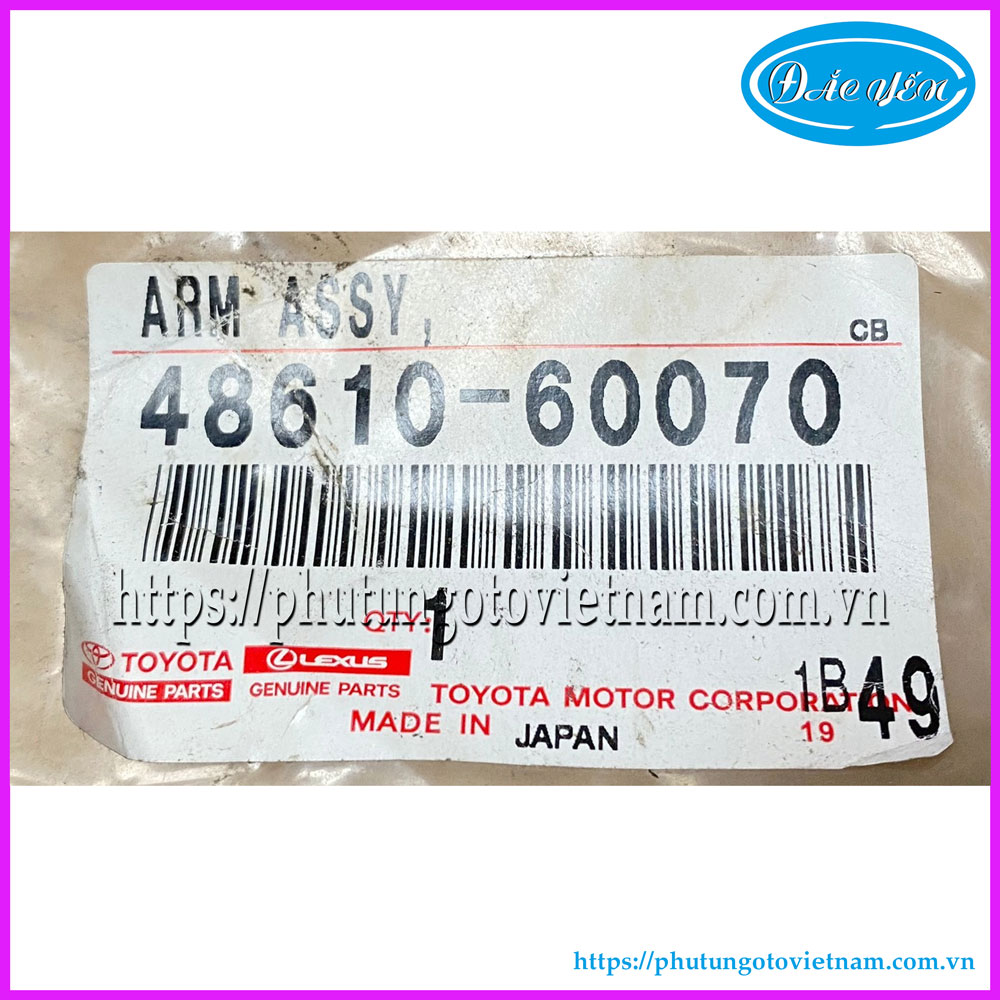 ĐẮC YẾN
ARM ASSY,
CB
48610-60070
https://phutungotovietnam.com.vn
QTY: 1
TOYOTA
GENUINE PARTS
LEXUS
GENUINE PARTS
TOYOTA MOTOR CORPORATION
1B49
MADE IN JAPAN
19
https://phutungotovietnam.com.vn